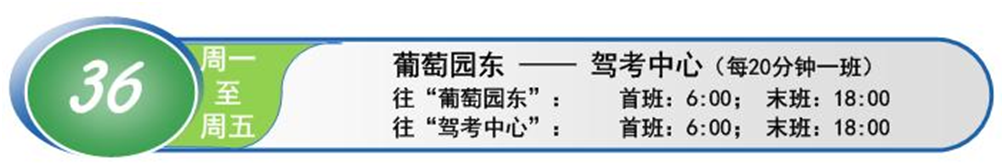 36
周一
至
周五
葡萄园东 —— 驾考中心（每20分钟一班）
往“葡萄园东”： 首班：6:00； 末班：18:00
往“驾考中心”： 首班：6:00； 末班：18:00